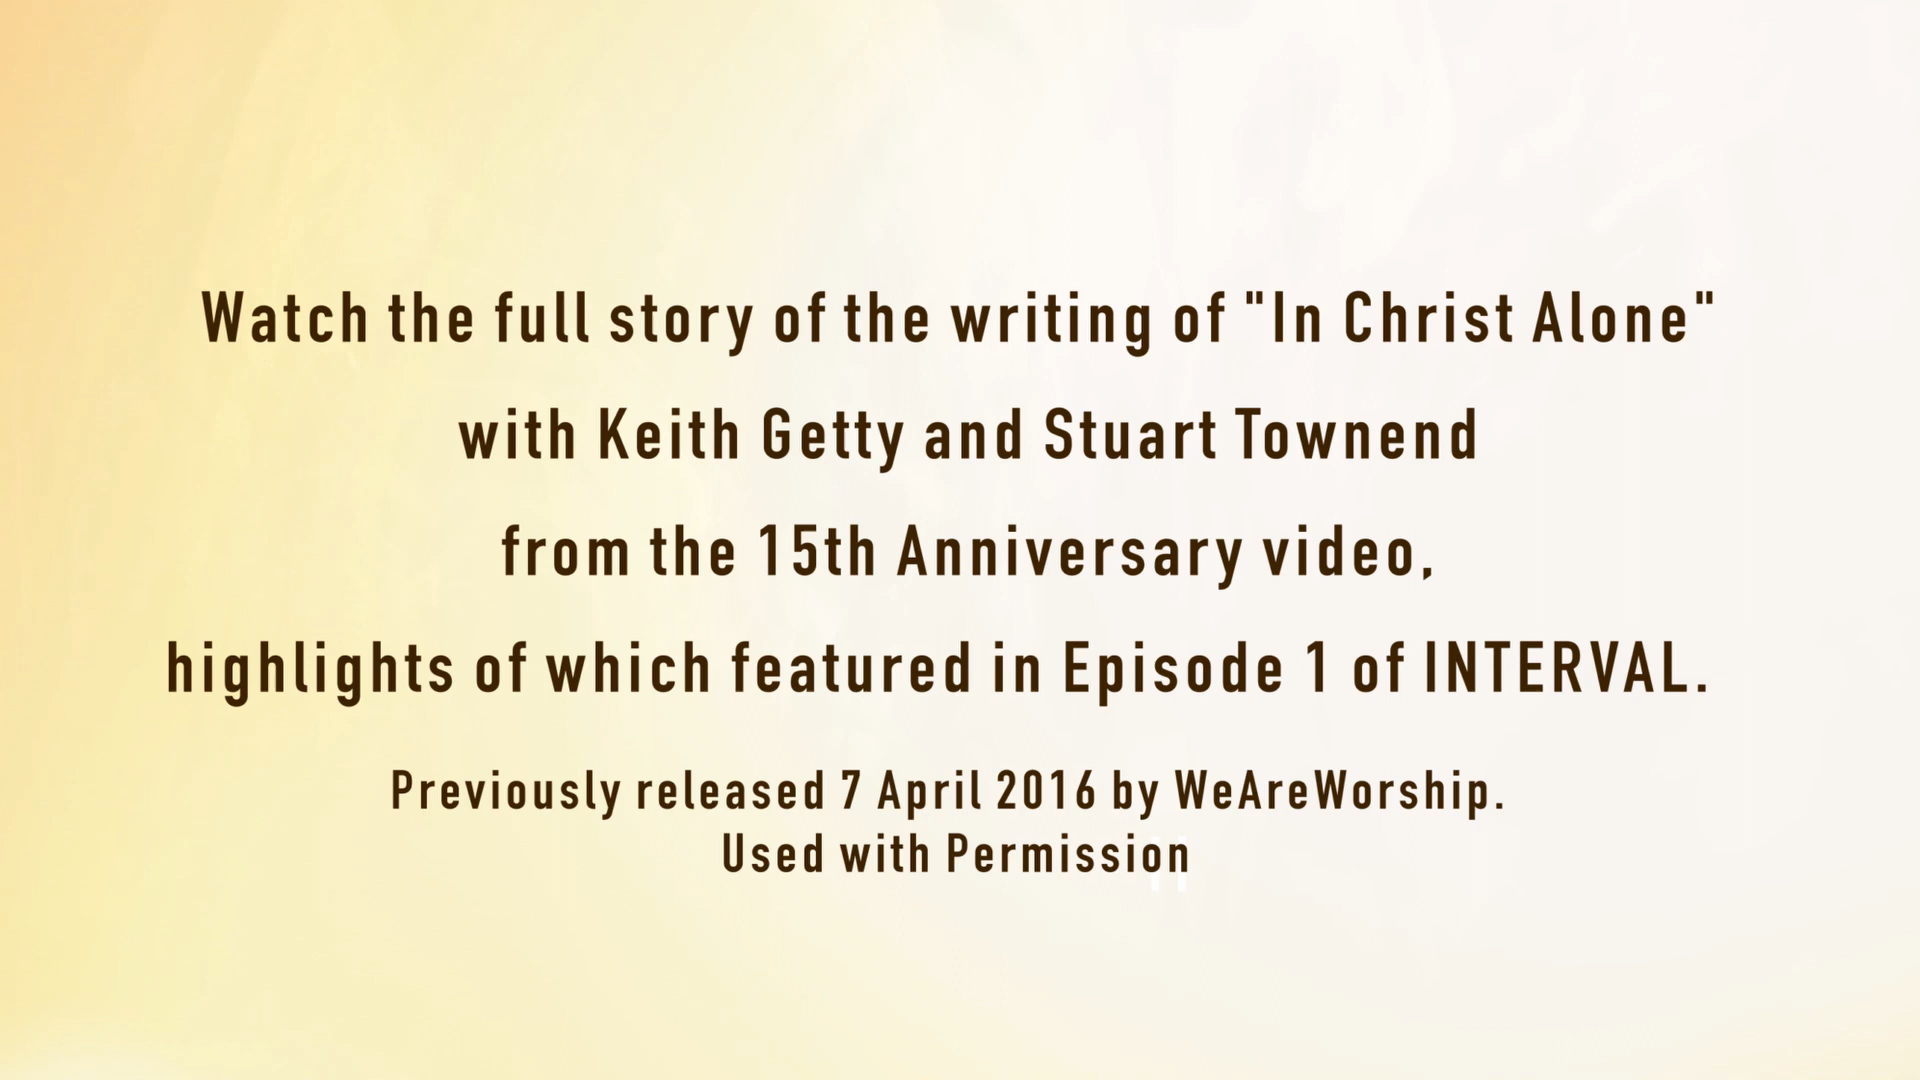 Watch the full story of the writing of "In Christ Alone"
with Keith Getty and Stuart Townend
from the 15th Anniversary video,
highlights of which featured in Episode 1 of INTERVAL.
Previously released 7 April 2016 by WeAreWorship.
Used with Permission